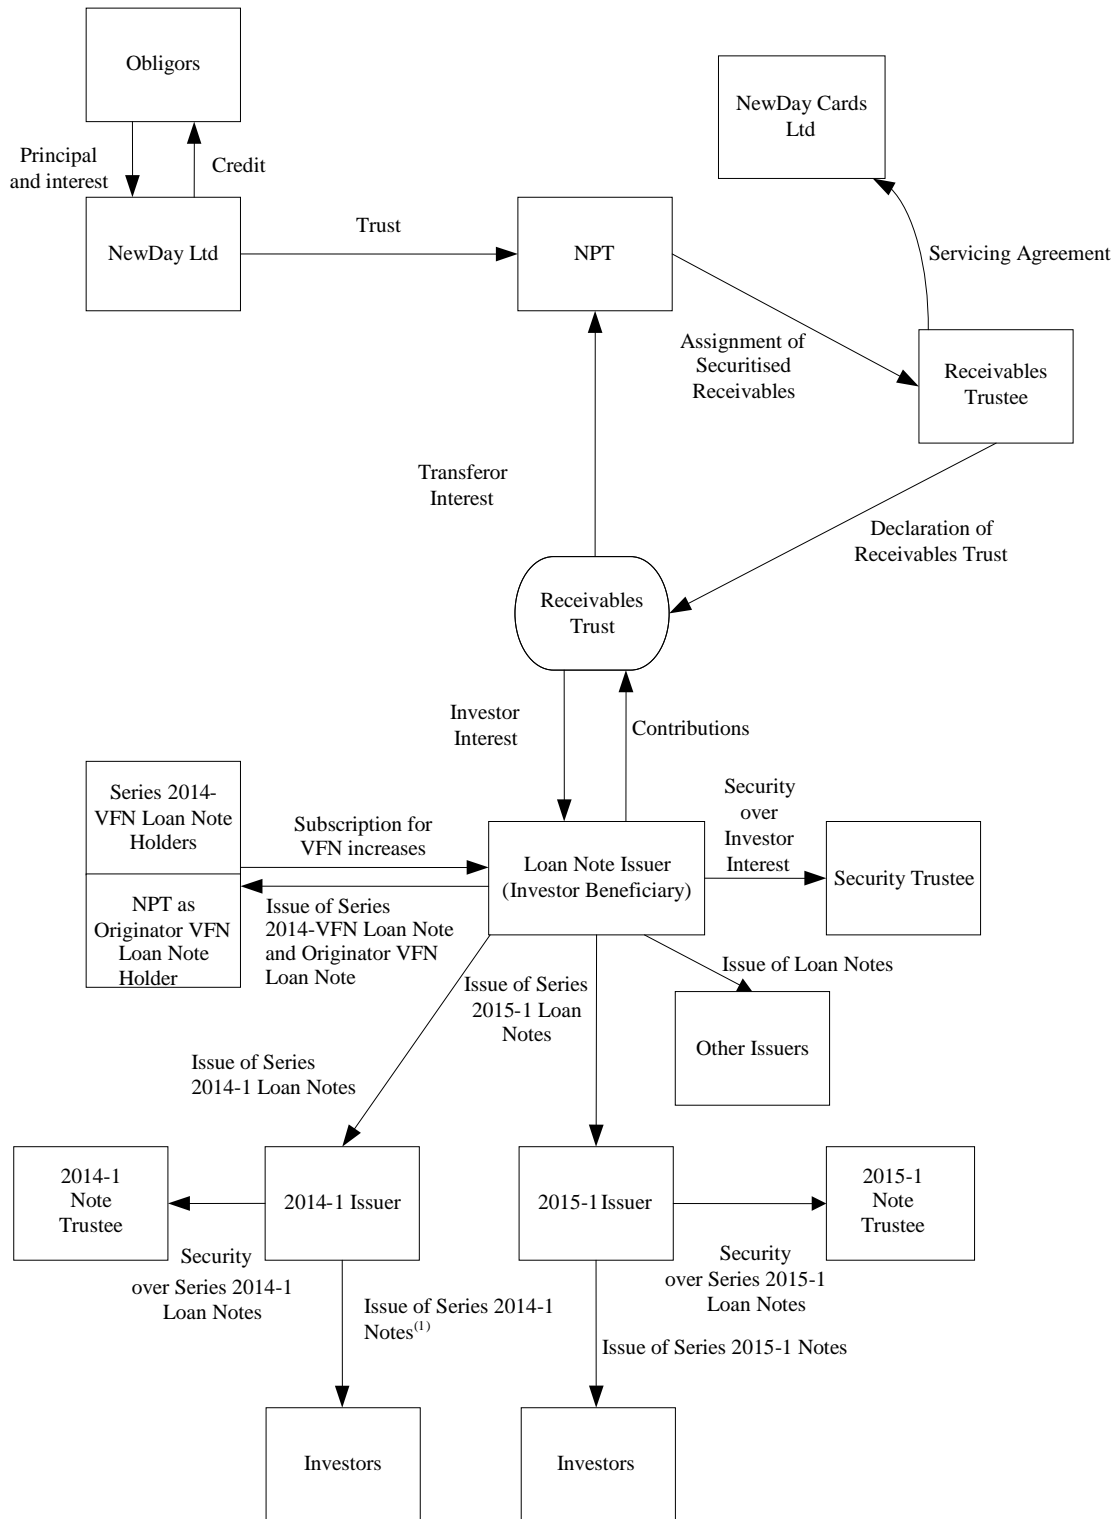 Obligors
NewDay Cards
Ltd
Principal
and interest
Credit
NewDay Ltd
Trust
NPT
Servicing Agreement
Assignment of
Securitised
Receivables
Receivables
Trustee
Transferor
Interest
Declaration of
Receivables Trust
Receivables
Trust
Investor
Interest
Contributions
Series 2014-
VFN Loan Note
Holders
Subscription for
VFN increases
Loan Note Issuer
(Investor Beneficiary)
Security
over
Investor
Interest
Security Trustee
NPT as
Originator VFN
Loan Note
Holder
Issue of Series
2014-VFN Loan Note
and Originator VFN
Loan Note
Issue of Series
2015-1 Loan
Notes
Issue of Loan Notes
Other Issuers
Issue of Series
2014-1 Loan Notes
2014-1
Note
Trustee
2014-1 Issuer
2015-1 Issuer
2015-1
Note
Trustee
Security
over Series 2014-1
Loan Notes
Security
over Series 2015-1
Loan Notes
Issue of Series 2014-1
Notes(1)
Issue of Series 2015-1 Notes
Investors
Investors